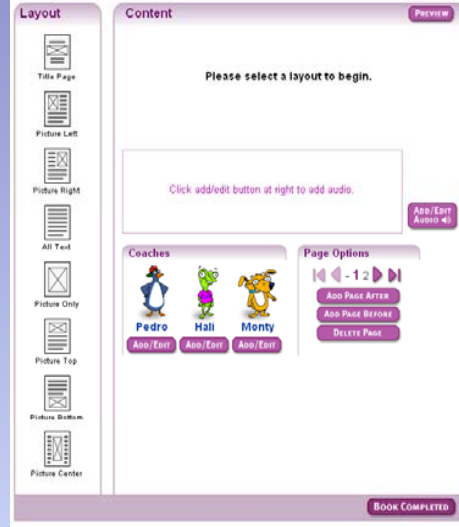 Layout
Title Page
Picture Left
Picture Right
All Text
Picture Only
Picture Top
Picture Bottom
Picture Center
Content
PREVIEW
Please select a layout to begin.
Click add/edit button at right to add audio.
ADD/EDIT
AUDIO
Coaches
Pedro
Hali
Monty
ADD/EDIT
ADD/EDIT
ADD/EDIT
Page Options
- 1 2
ADD PAGE AFTER
ADD PAGE BEFORE
DELETE PAGE
BOOK COMPLETED